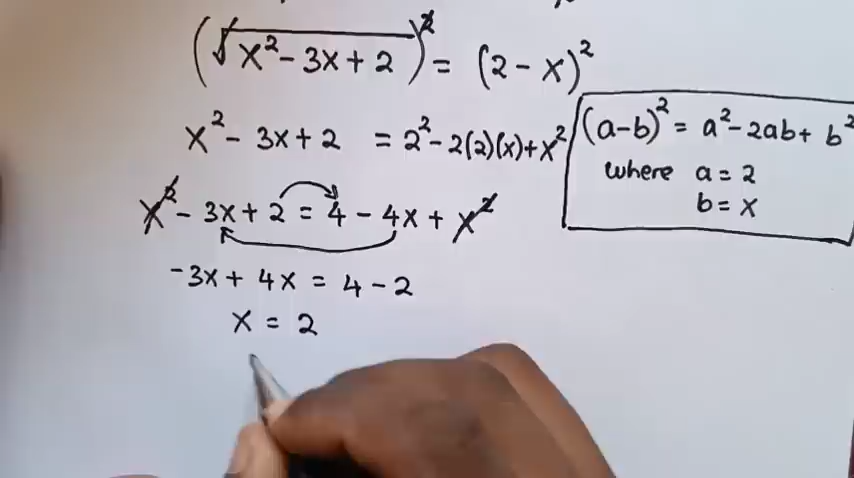 (√x² - 3x + 2)² = (2 - x)²
x² - 3x + 2 = 2² - 2(2)(x) + x²
(a-b)² = a² - 2ab + b²
where a = 2
b = x
x² - 3x + 2 = 4 - 4x + x²
-3x + 4x = 4 - 2
x = 2